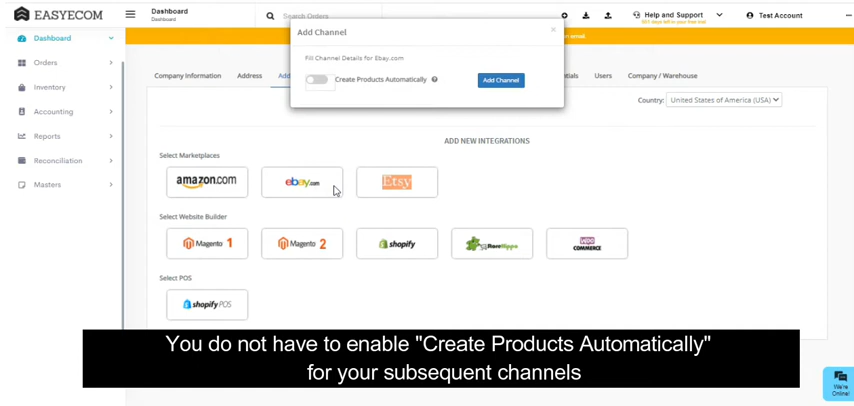 EASYECOM
Dashboard
Dashboard
Search Orders
Help and Support
Test Account
Dashboard
Orders
Inventory
Accounting
Reports
Reconciliation
Masters
Add Channel
×
Fill Channel Details for Ebay.com
Create Products Automatically
Add Channel
email.
Company Information
Address
Add
Users
Company / Warehouse
Country: United States of America (USA)
ADD NEW INTEGRATIONS
Select Marketplaces
amazon.com
ebay.com
Etsy
Select Website Builder
Magento 1
Magento 2
shopify
StoreHippo
WOO COMMERCE
Select POS
shopify POS
You do not have to enable "Create Products Automatically"
for your subsequent channels
We're
Online!